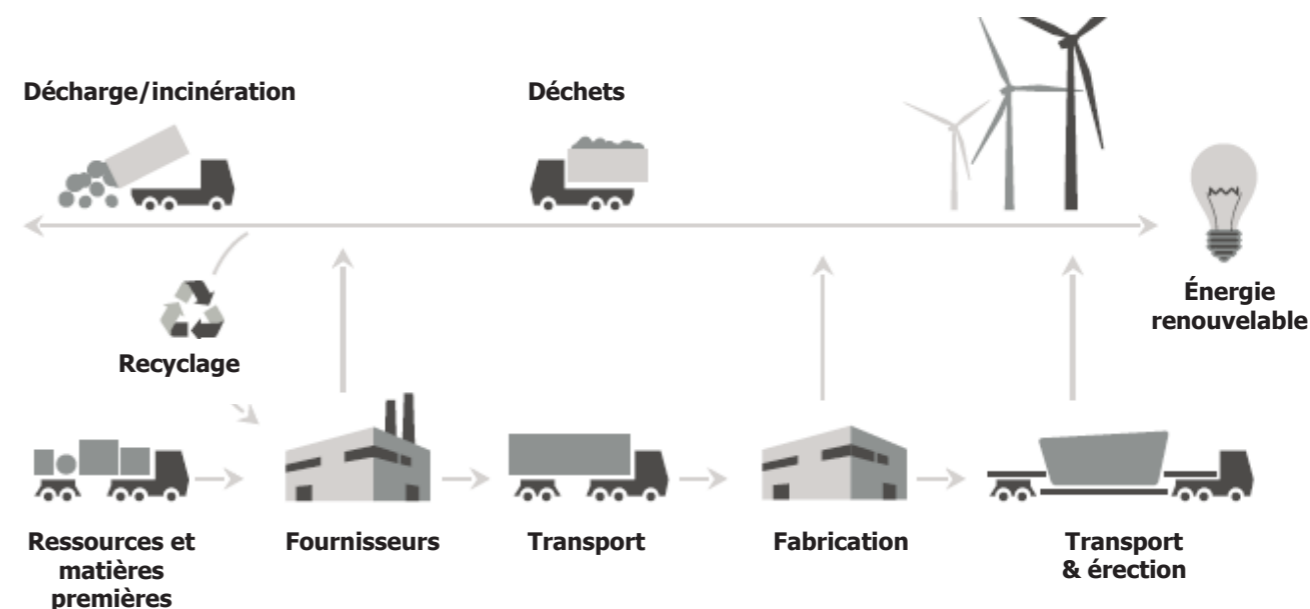 Décharge/incinération
Déchets
Énergie
renouvelable
Recyclage
Ressources et
matières
premières
Fournisseurs
Transport
Fabrication
Transport
& érection